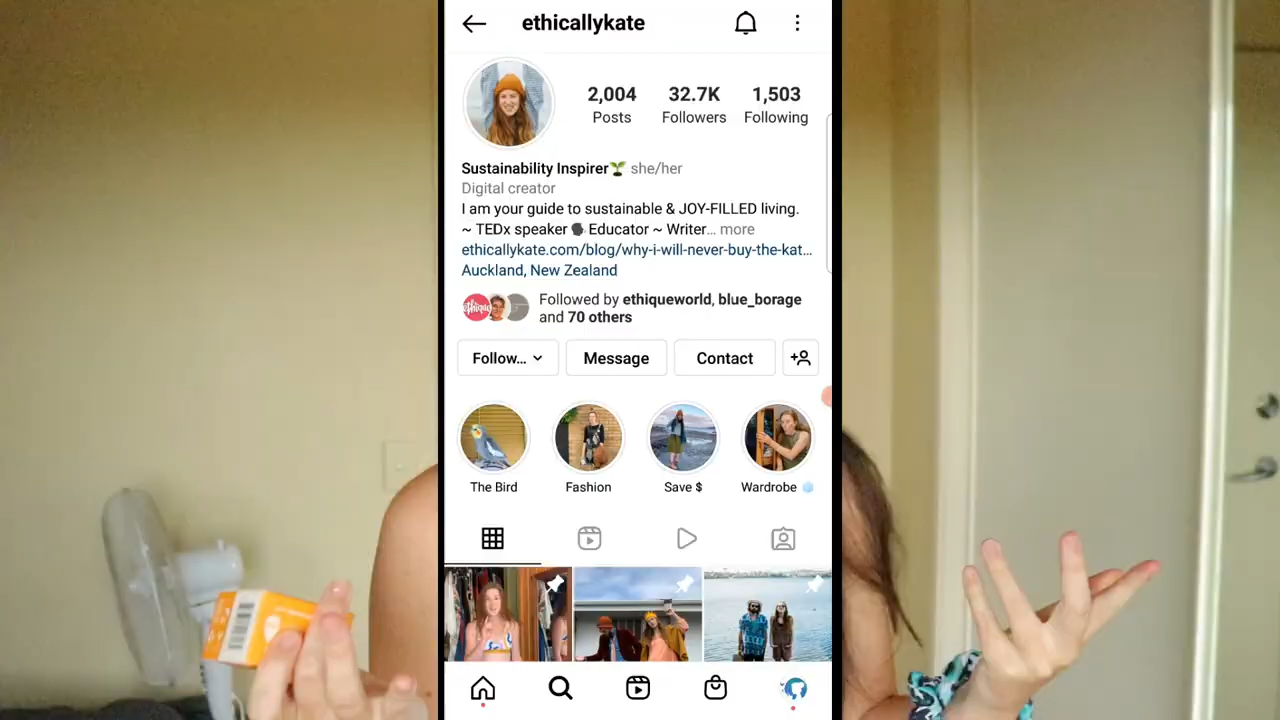 ethicallykate
2,004 32.7K 1,503
Posts Followers Following
Sustainability Inspirer🌱 she/her
Digital creator
I am your guide to sustainable & JOY-FILLED living.
~ TEDx speaker 🗣 Educator ~ Writer... more
ethicallykate.com/blog/why-i-will-never-buy-the-kat...
Auckland, New Zealand
ethique
Followed by ethiqueworld, blue_borage
and 70 others
Follow... Message Contact
The Bird Fashion Save $ Wardrobe 🧊